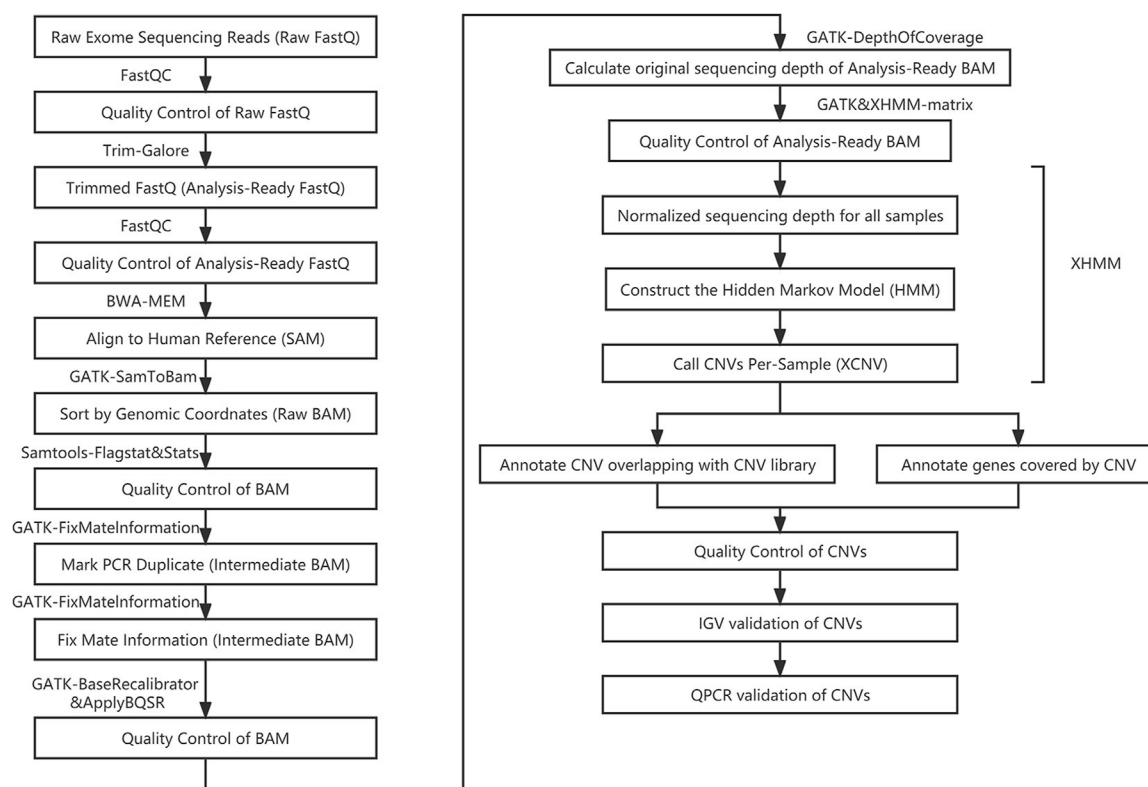 Raw Exome Sequencing Reads (Raw FastQ)
FastQC
Quality Control of Raw FastQ
Trim-Galore
Trimmed FastQ (Analysis-Ready FastQ)
FastQC
Quality Control of Analysis-Ready FastQ
BWA-MEM
Align to Human Reference (SAM)
GATK-SamToBam
Sort by Genomic Coordnates (Raw BAM)
Samtools-Flagstat&Stats
Quality Control of BAM
GATK-FixMateInformation
Mark PCR Duplicate (Intermediate BAM)
GATK-FixMateInformation
Fix Mate Information (Intermediate BAM)
GATK-BaseRecalibrator
&ApplyBQSR
Quality Control of BAM
GATK-DepthOfCoverage
Calculate original sequencing depth of Analysis-Ready BAM
GATK&XHMM-matrix
Quality Control of Analysis-Ready BAM
Normalized sequencing depth for all samples
Construct the Hidden Markov Model (HMM)
Call CNVs Per-Sample (XCNV)
XHMM
Annotate CNV overlapping with CNV library
Annotate genes covered by CNV
Quality Control of CNVs
IGV validation of CNVs
QPCR validation of CNVs